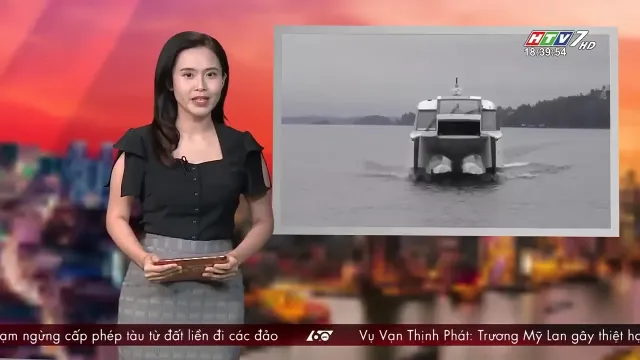 HTV7 HD
18:39:54
ạm ngừng cấp phép tàu từ đất liền đi các đảo
Vụ Vạn Thịnh Phát: Trương Mỹ Lan gây thiệt hạ